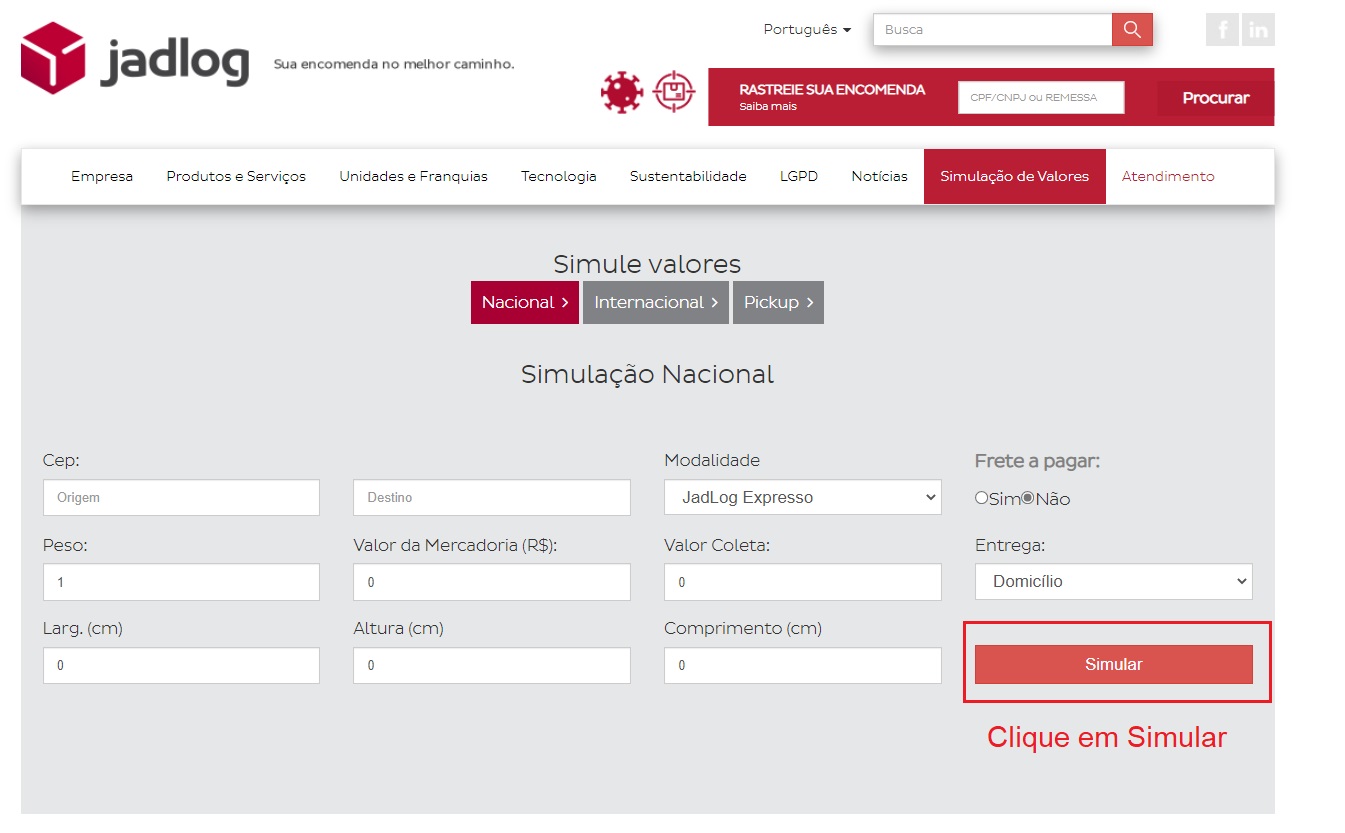 Português
Busca
f
in
jadlog
Sua encomenda no melhor caminho.
RASTREIE SUA ENCOMENDA
Saiba mais
CPF/CNPJ ou REMESSA
Procurar
Empresa
Produtos e Serviços
Unidades e Franquias
Tecnologia
Sustentabilidade
LGPD
Notícias
Simulação de Valores
Atendimento
Simule valores
Nacional >
Internacional >
Pickup >
Simulação Nacional
Cep:
Origem
Destino
Modalidade
JadLog Expresso
Frete a pagar:
Sim Não
Peso:
1
Valor da Mercadoria (R$):
0
Valor Coleta:
0
Entrega:
Domicílio
Larg. (cm)
0
Altura (cm)
0
Comprimento (cm)
0
Simular
Clique em Simular